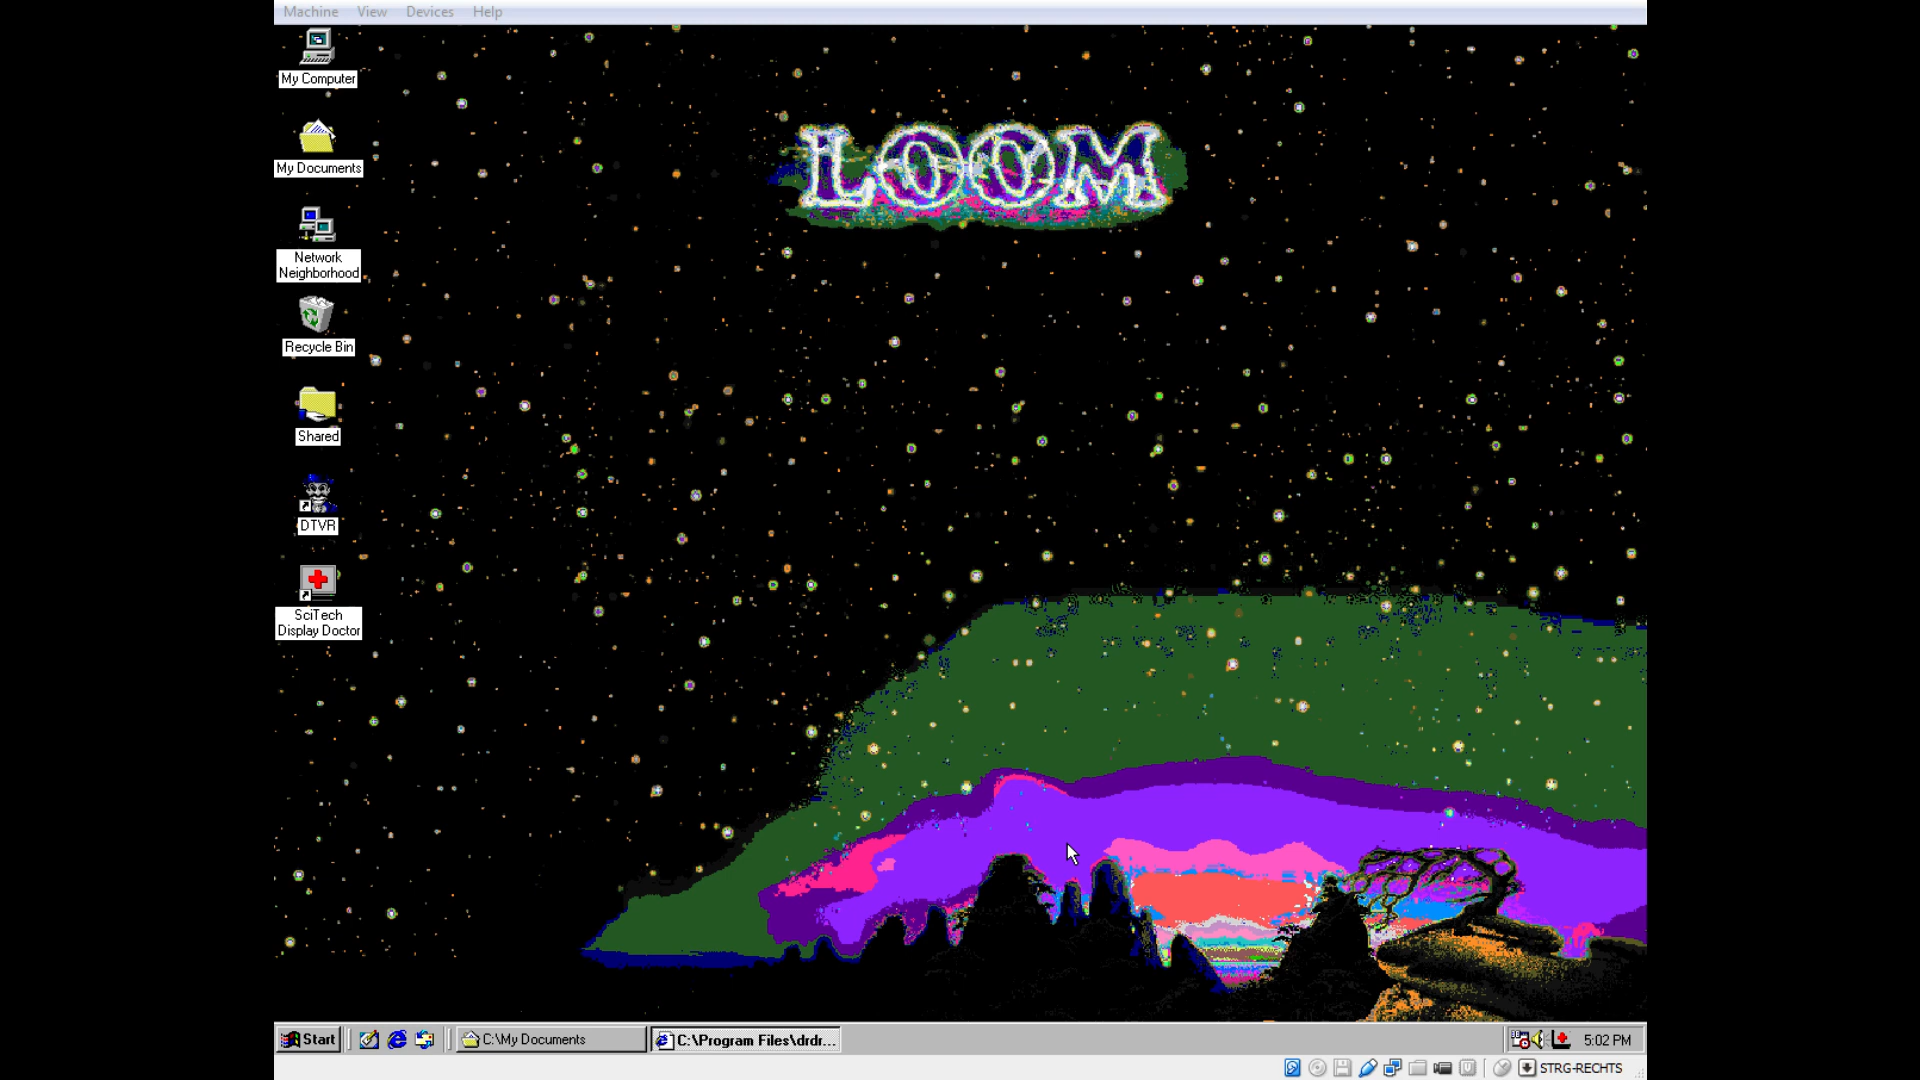 Machine View Devices Help
My Computer
LOOM
My Documents
Network
Neighborhood
Recycle Bin
Shared
DTVR
SciTech
Display Doctor
Start C:\My Documents C:\Program Files\drdr... 5:02 PM
STRG-RECHTS